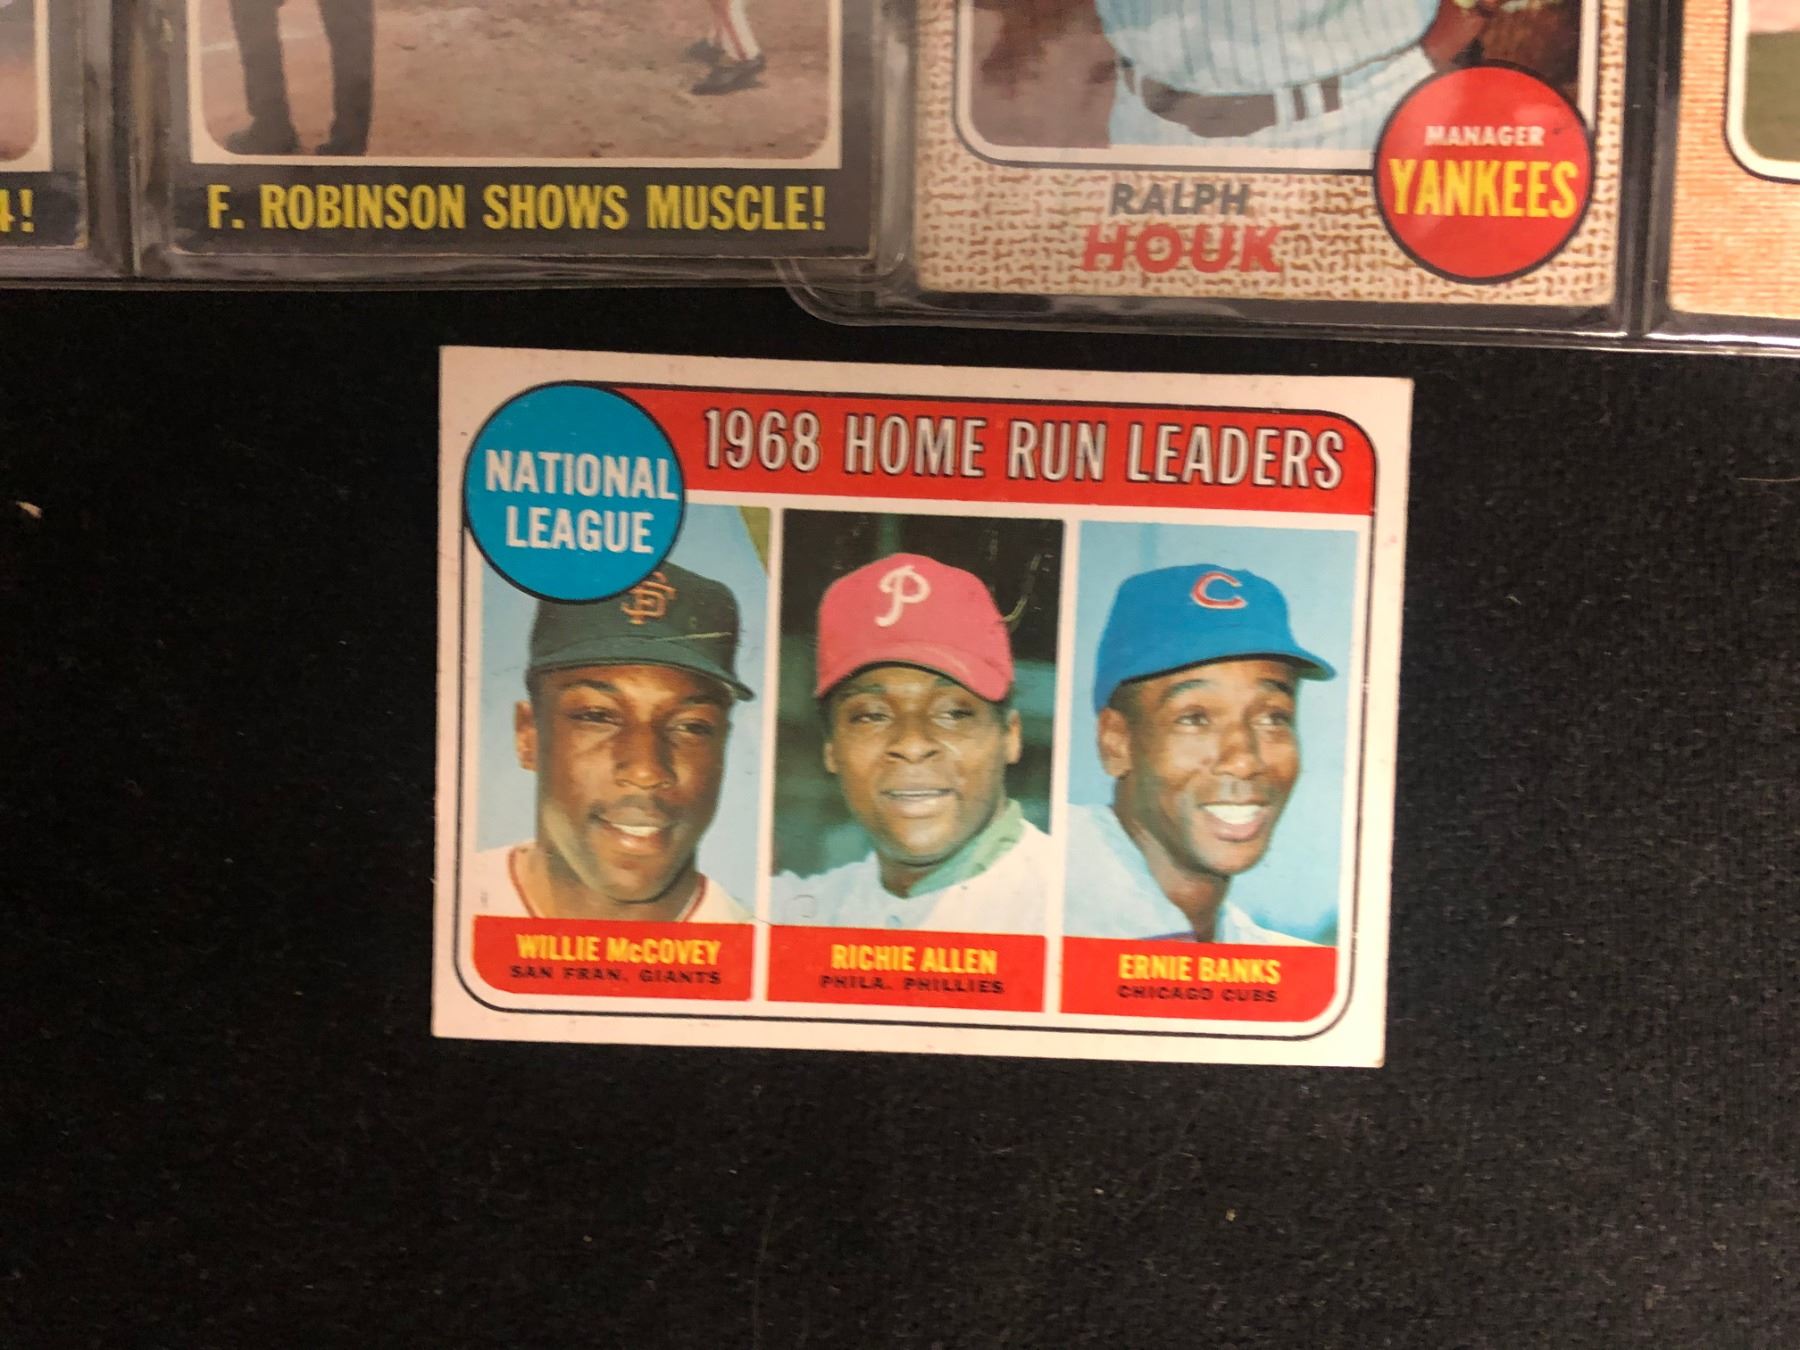 4!
F. ROBINSON SHOWS MUSCLE!
RALPH
HOUK
MANAGER
YANKEES
NATIONAL
LEAGUE
1968 HOME RUN LEADERS
SF
P
C
WILLIE McCOVEY
SAN FRAN. GIANTS
RICHIE ALLEN
PHILA. PHILLIES
ERNIE BANKS
CHICAGO CUBS